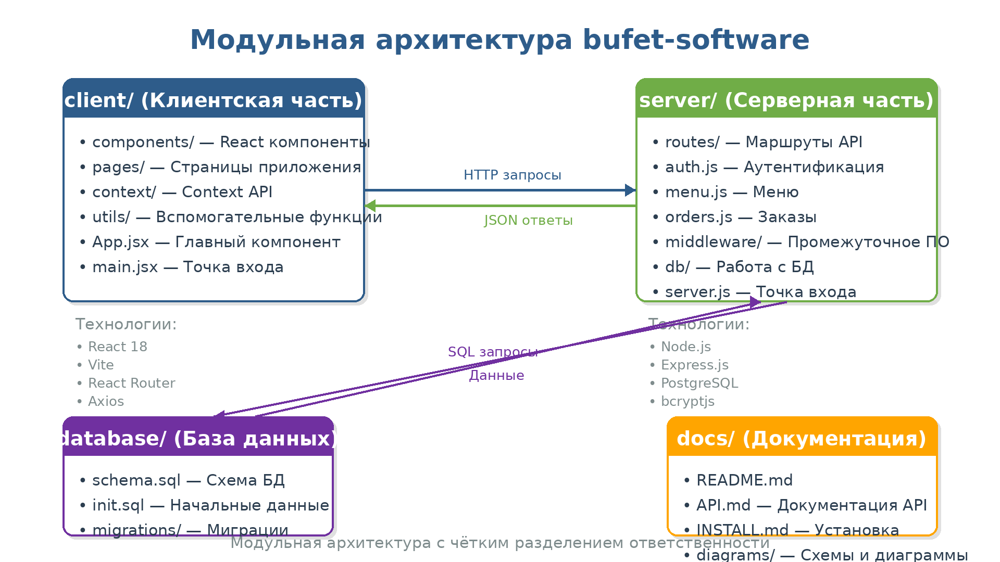 Модульная архитектура bufet-software
client/ (Клиентская часть)
• components/ — React компоненты
• pages/ — Страницы приложения
• context/ — Context API
• utils/ — Вспомогательные функции
• App.jsx — Главный компонент
• main.jsx — Точка входа
HTTP запросы
JSON ответы
server/ (Серверная часть)
• routes/ — Маршруты API
• auth.js — Аутентификация
• menu.js — Меню
• orders.js — Заказы
• middleware/ — Промежуточное ПО
• db/ — Работа с БД
• server.js — Точка входа
Технологии:
• React 18
• Vite
• React Router
• Axios
SQL запросы
Данные
Технологии:
• Node.js
• Express.js
• PostgreSQL
• bcryptjs
database/ (База данных)
• schema.sql — Схема БД
• init.sql — Начальные данные
• migrations/ — Миграции
docs/ (Документация)
• README.md
• API.md — Документация API
• INSTALL.md — Установка
• diagrams/ — Схемы и диаграммы
Модульная архитектура с чётким разделением ответственности